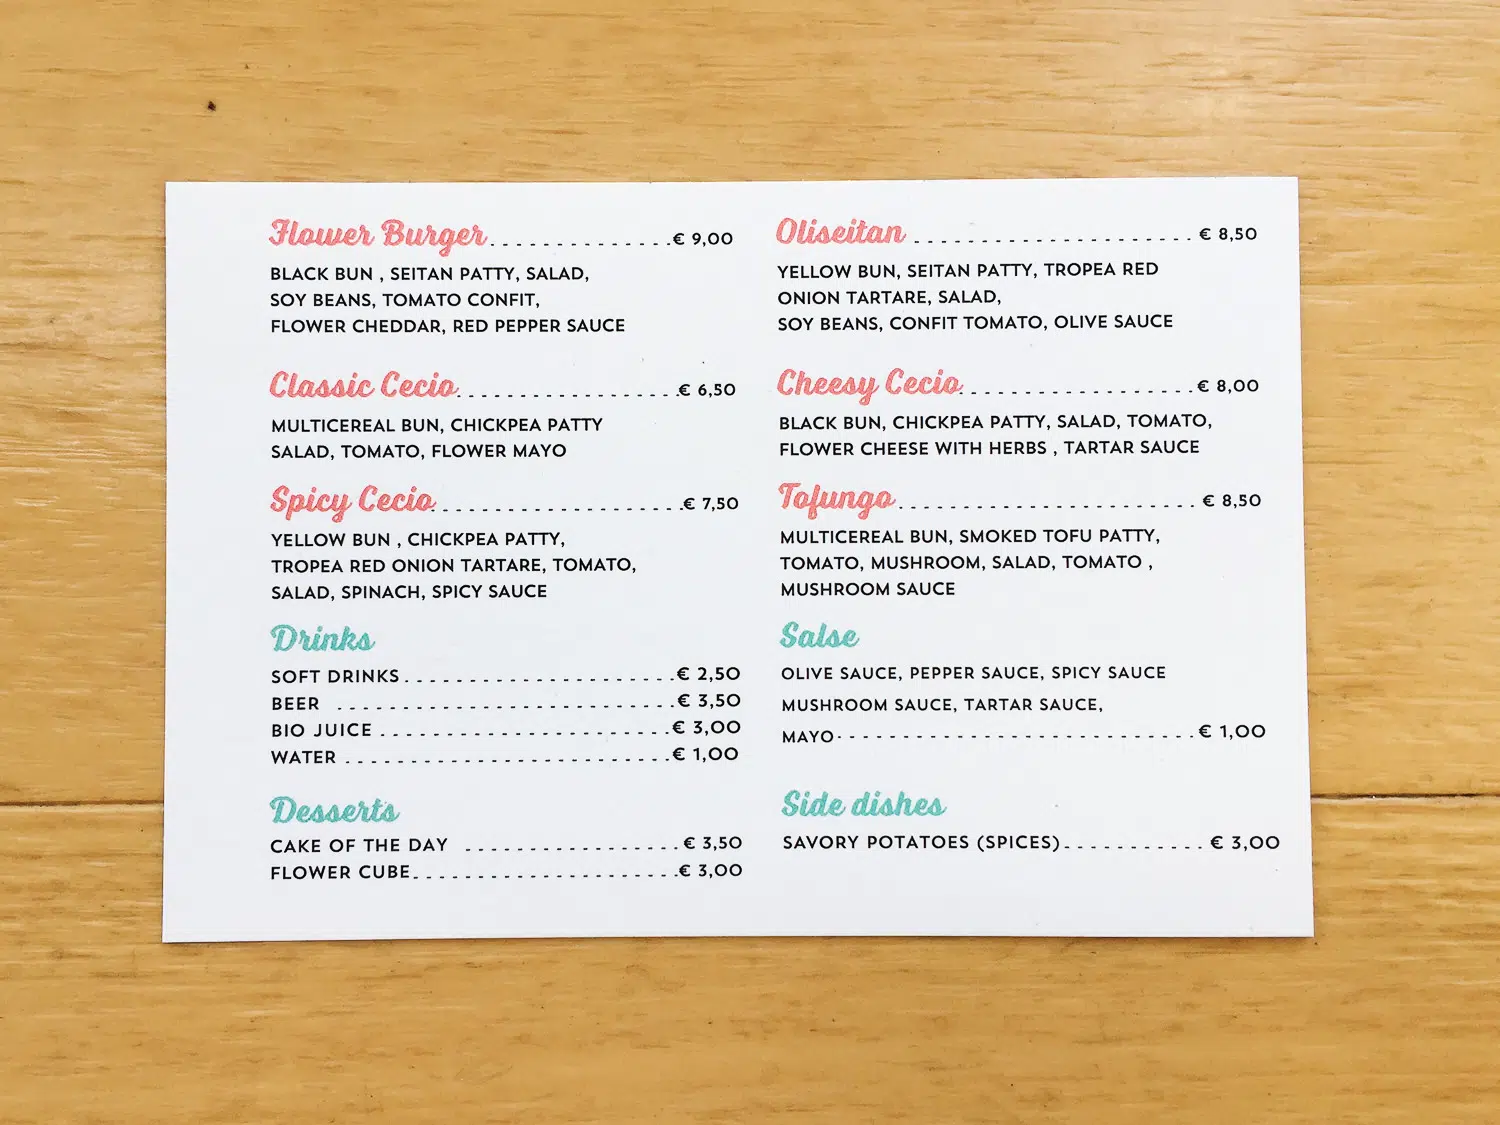 Flower Burger..............€ 9,00
BLACK BUN , SEITAN PATTY, SALAD,
SOY BEANS, TOMATO CONFIT,
FLOWER CHEDDAR, RED PEPPER SAUCE
Classic Cecio.................€ 6,50
MULTICEREAL BUN, CHICKPEA PATTY
SALAD, TOMATO, FLOWER MAYO
Spicy Cecio...................€ 7,50
YELLOW BUN , CHICKPEA PATTY,
TROPEA RED ONION TARTARE, TOMATO,
SALAD, SPINACH, SPICY SAUCE
Drinks
SOFT DRINKS.....................€ 2,50
BEER ..........................€ 3,50
BIO JUICE......................€ 3,00
WATER .........................€ 1,00
Desserts
CAKE OF THE DAY .................€ 3,50
FLOWER CUBE.....................€ 3,00
Oliseitan .....................€ 8,50
YELLOW BUN, SEITAN PATTY, TROPEA RED
ONION TARTARE, SALAD,
SOY BEANS, CONFIT TOMATO, OLIVE SAUCE
Cheesy Cecio..................€ 8,00
BLACK BUN, CHICKPEA PATTY, SALAD, TOMATO,
FLOWER CHEESE WITH HERBS , TARTAR SAUCE
Tofungo.......................€ 8,50
MULTICEREAL BUN, SMOKED TOFU PATTY,
TOMATO, MUSHROOM, SALAD, TOMATO ,
MUSHROOM SAUCE
Salse
OLIVE SAUCE, PEPPER SAUCE, SPICY SAUCE
MUSHROOM SAUCE, TARTAR SAUCE,
MAYO............................€ 1,00
Side dishes
SAVORY POTATOES (SPICES)...........€ 3,00